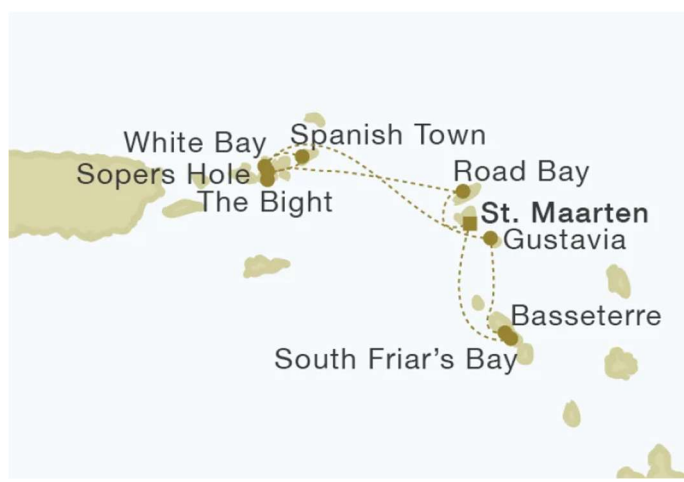 White Bay
Spanish Town
Sopers Hole
The Bight
Road Bay
St. Maarten
Gustavia
Basseterre
South Friar's Bay